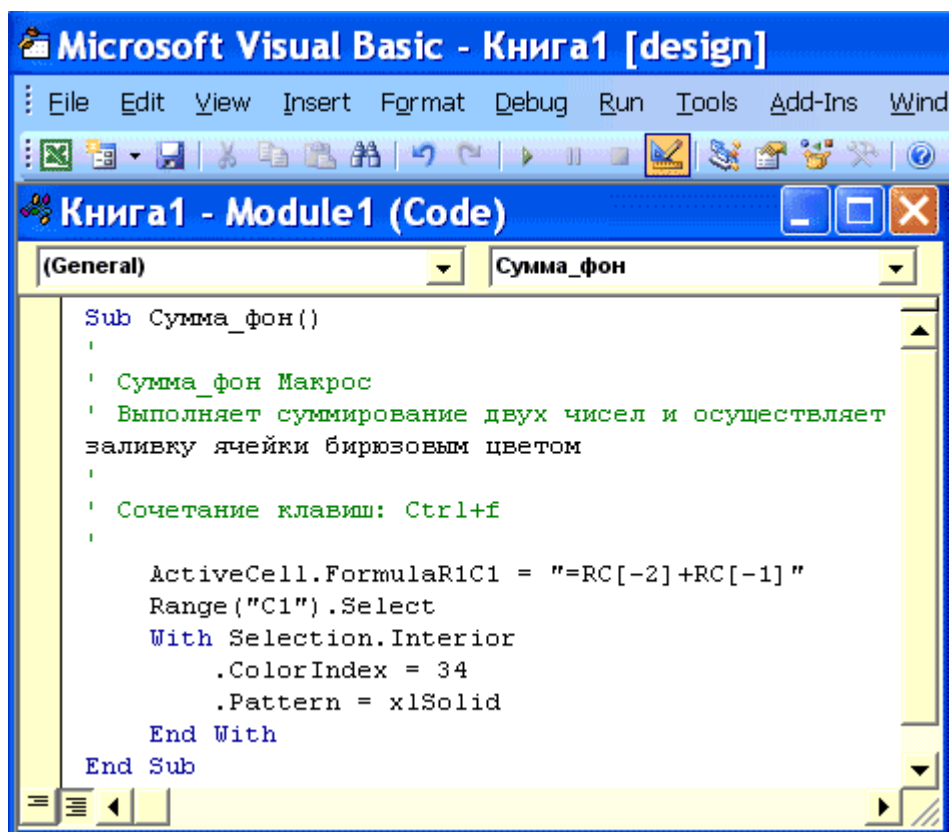 Microsoft Visual Basic - Книга1 [design]
File Edit View Insert Format Debug Run Tools Add-Ins Wind
Книга1 - Module1 (Code)
(General) Сумма_фон
Sub Сумма_фон()
'
' Сумма_фон Макрос
' Выполняет суммирование двух чисел и осуществляет
заливку ячейки бирюзовым цветом
'
' Сочетание клавиш: Ctrl+f
'
ActiveCell.FormulaR1C1 = "=RC[-2]+RC[-1]"
Range("C1").Select
With Selection.Interior
.ColorIndex = 34
.Pattern = xlSolid
End With
End Sub